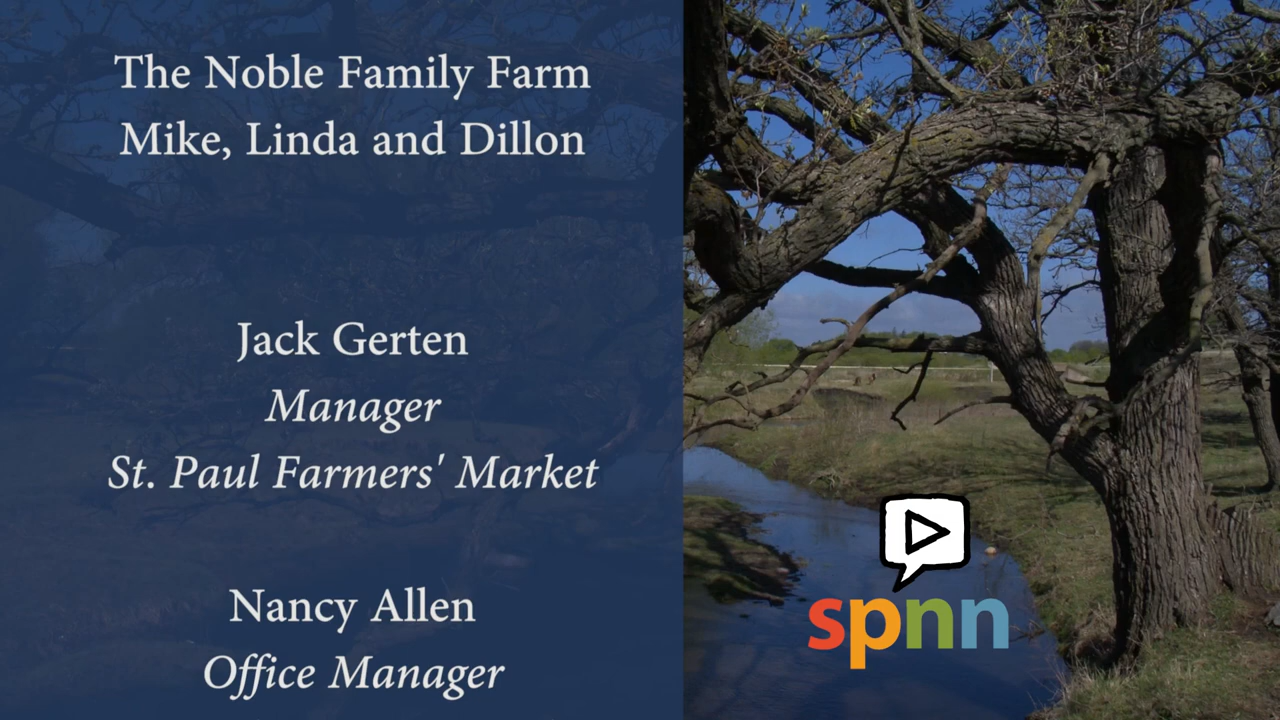 The Noble Family Farm
Mike, Linda and Dillon
Jack Gerten
Manager
St. Paul Farmers' Market
Nancy Allen
Office Manager
spnn